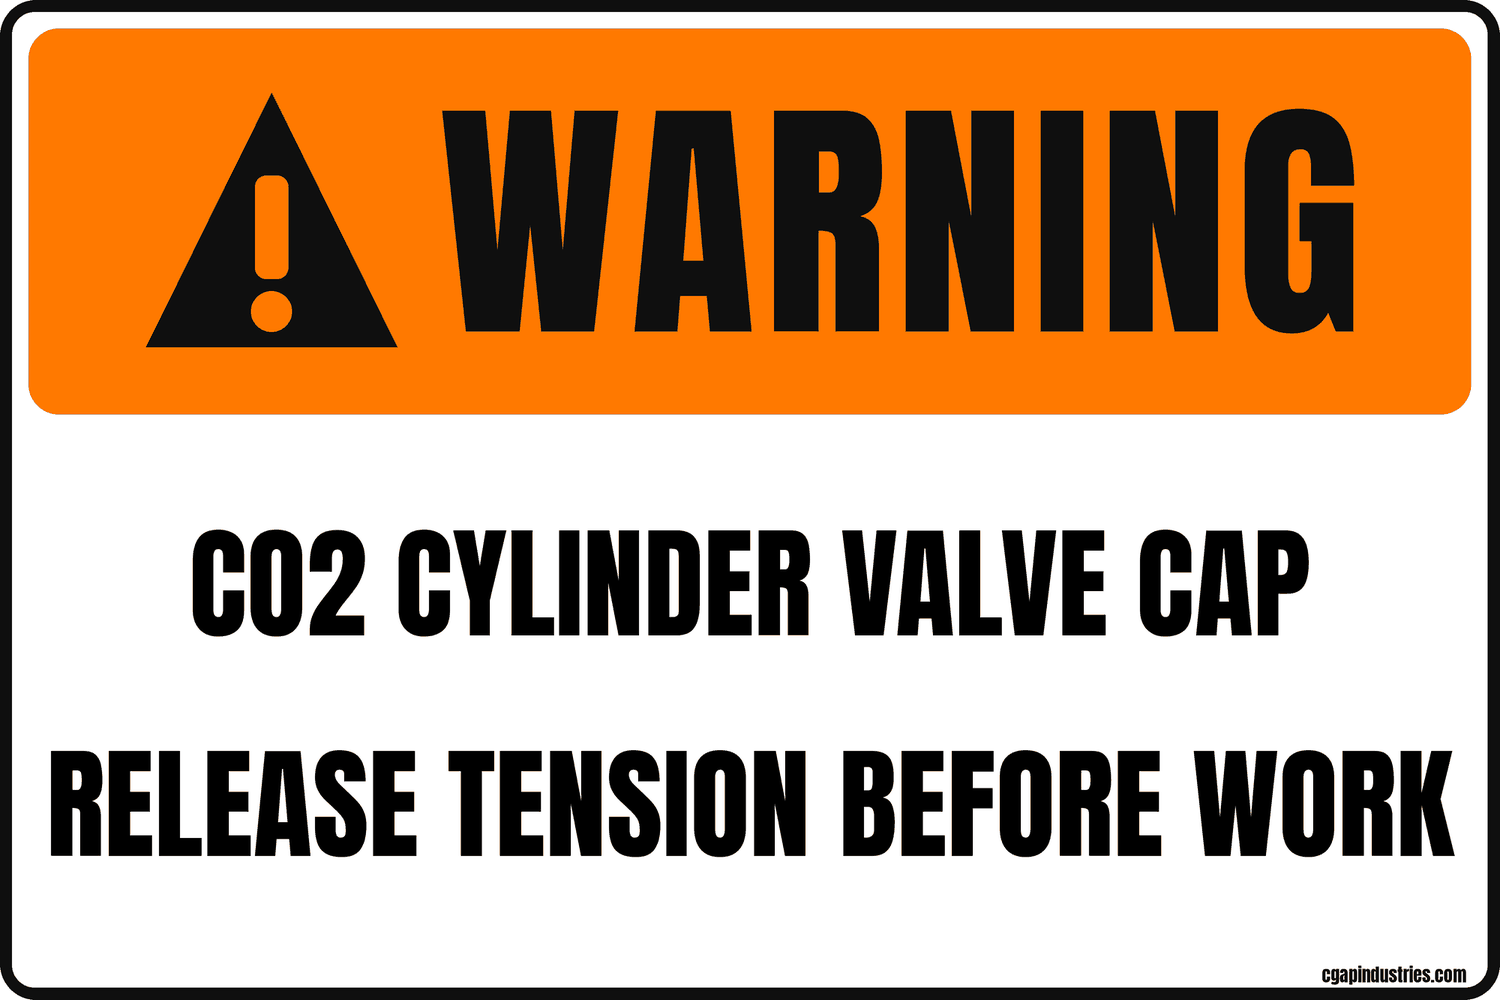 WARNING
CO2 CYLINDER VALVE CAP
RELEASE TENSION BEFORE WORK
cgapindustries.com